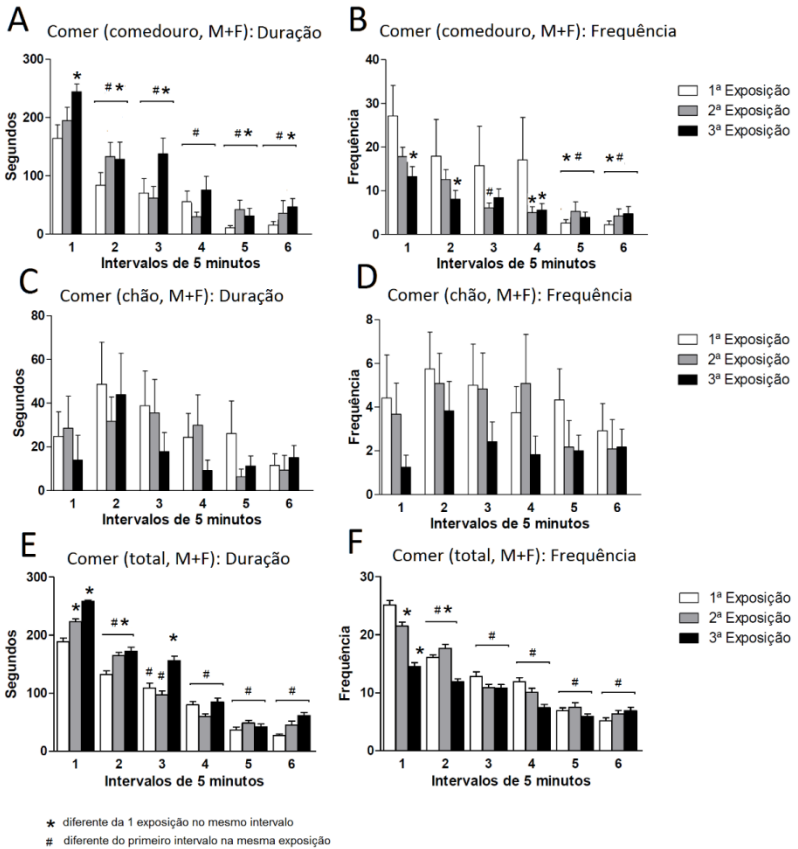 A
Comer (comedouro, M+F): Duração
300
200
100
0
Segundos
*
# *
# *
#
# *
# *
1 2 3 4 5 6
Intervalos de 5 minutos
B
Comer (comedouro, M+F): Frequência
40
30
20
10
0
Frequência
*
*
#
* *
* #
* #
1 2 3 4 5 6
Intervalos de 5 minutos
1ª Exposição
2ª Exposição
3ª Exposição
C
Comer (chão, M+F): Duração
80
60
40
20
0
Segundos
1 2 3 4 5 6
Intervalos de 5 minutos
D
Comer (chão, M+F): Frequência
8
6
4
2
0
Frequência
1 2 3 4 5 6
Intervalos de 5 minutos
1ª Exposição
2ª Exposição
3ª Exposição
E
Comer (total, M+F): Duração
300
200
100
0
Segundos
* *
# *
# # *
#
#
#
1 2 3 4 5 6
Intervalos de 5 minutos
F
Comer (total, M+F): Frequência
30
20
10
0
Frequência
* *
# *
#
#
#
#
1 2 3 4 5 6
Intervalos de 5 minutos
1ª Exposição
2ª Exposição
3ª Exposição
* diferente da 1 exposição no mesmo intervalo
# diferente do primeiro intervalo na mesma exposição